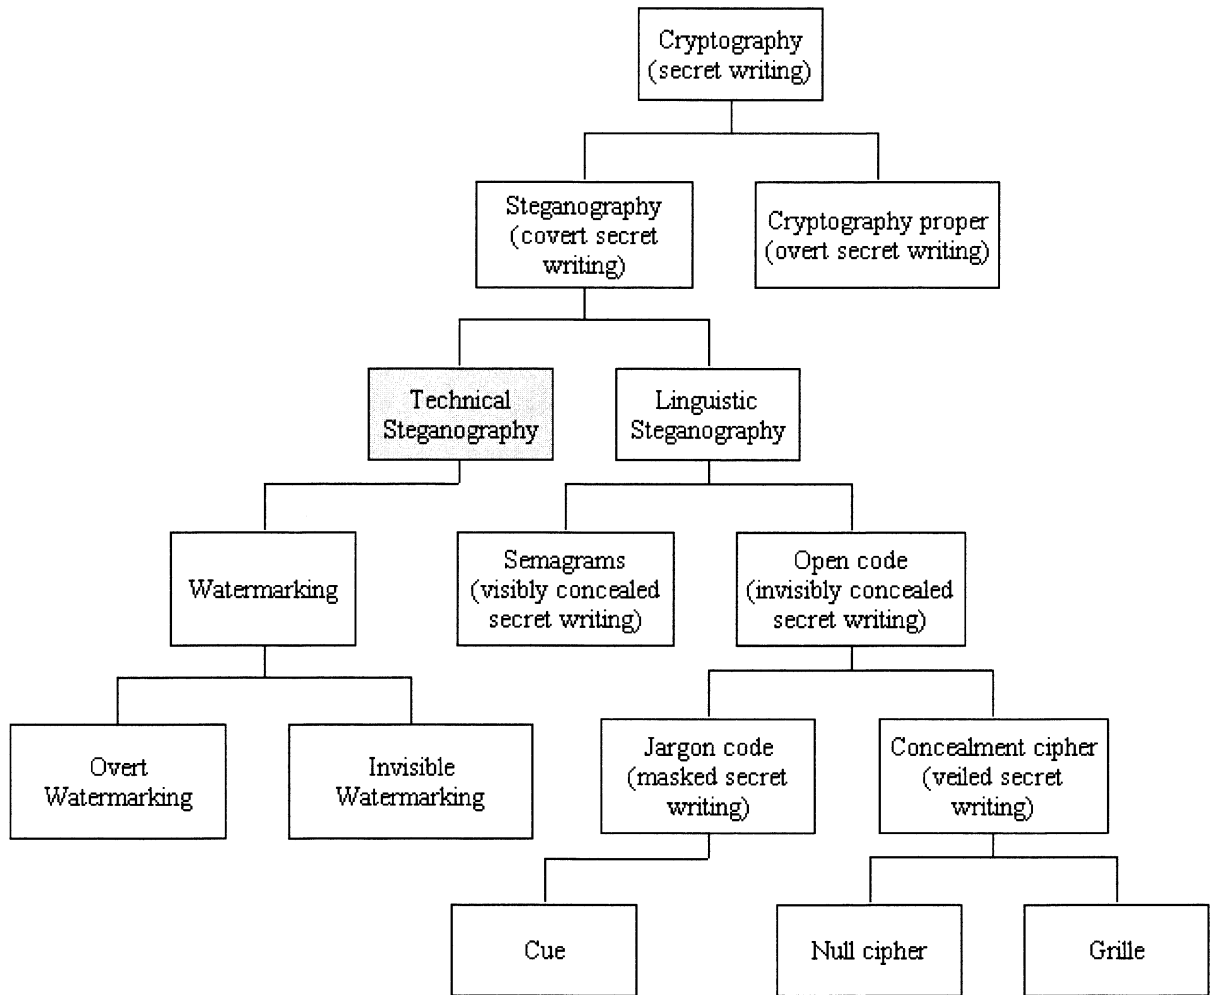 Cryptography
(secret writing)
Steganography
(covert secret
writing)
Cryptography proper
(overt secret writing)
Technical
Steganography
Linguistic
Steganography
Watermarking
Semagrams
(visibly concealed
secret writing)
Open code
(invisibly concealed
secret writing)
Overt
Watermarking
Invisible
Watermarking
Jargon code
(masked secret
writing)
Concealment cipher
(veiled secret
writing)
Cue
Null cipher
Grille